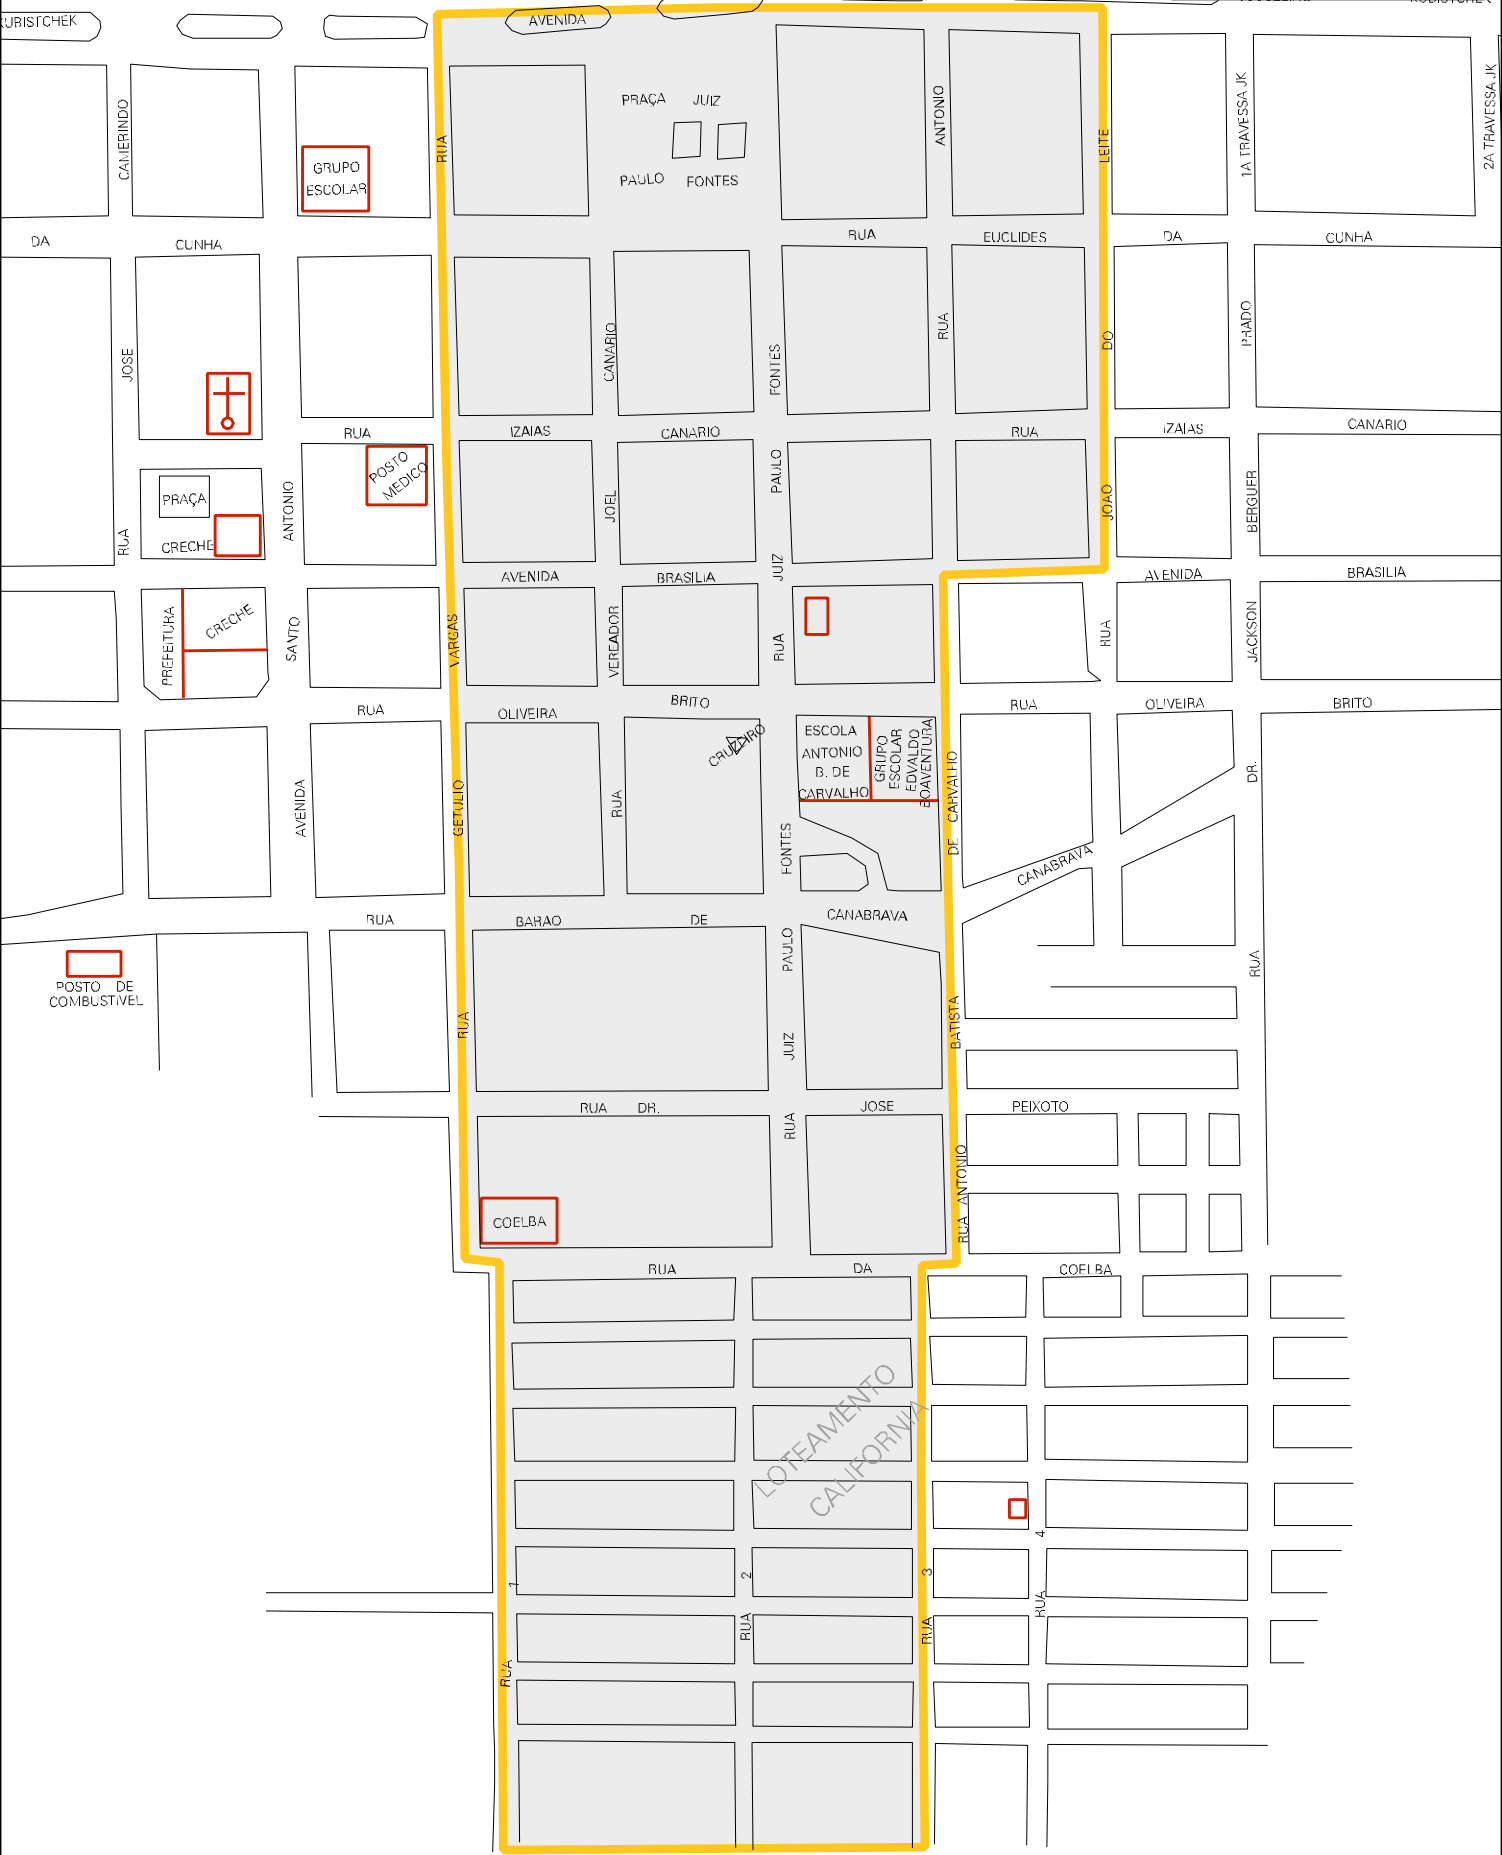 KUBISTCHEK
AVENIDA
CAMERINDO
RUA
PRAÇA JUIZ
PAULO FONTES
ANTONIO
LEITE
1A TRAVESSA JK
2A TRAVESSA JK
GRUPO
ESCOLAR
DA
CUNHA
RUA
EUCLIDES
DA
CUNHA
JOSE
CANARIO
FONTES
RUA
DO
PRADO
RUA
IZAIAS
CANARIO
RUA
IZAIAS
CANARIO
POSTO
MEDICO
PRAÇA
CRECHE
RUA
ANTONIO
JOEL
PAULO
JUIZ
JOAO
BERGUER
AVENIDA
BRASILIA
AVENIDA
BRASILIA
PREFEITURA
CRECHE
SANTO
VARGAS
VEREADOR
RUA
RUA
JACKSON
RUA
OLIVEIRA
BRITO
RUA
OLIVEIRA
BRITO
CRUZEIRO
ESCOLA
ANTONIO
B. DE
CARVALHO
GRUPO
ESCOLAR
EDVALDO
BOAVENTURA
AVENIDA
GETULIO
RUA
FONTES
DE CARVALHO
DR.
CANABRAVA
RUA
BARAO
DE
CANABRAVA
POSTO DE
COMBUSTIVEL
RUA
PAULO
JUIZ
BATISTA
RUA
RUA DR.
JOSE
PEIXOTO
RUA
RUA ANTONIO
COELBA
RUA
DA
COELBA
LOTEAMENTO
CALIFORNIA
1
2
3
4
RUA
RUA
RUA
RUA